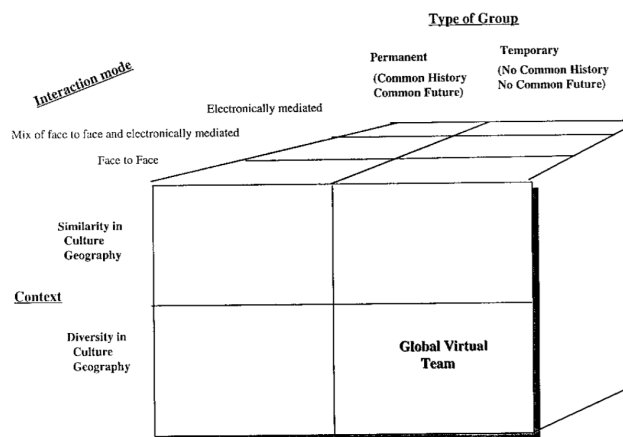 Type of Group
Permanent
(Common History
Common Future)
Temporary
(No Common History
No Common Future)
Interaction mode
Electronically mediated
Mix of face to face and electronically mediated
Face to Face
Similarity in
Culture
Geography
Context
Diversity in
Culture
Geography
Global Virtual
Team